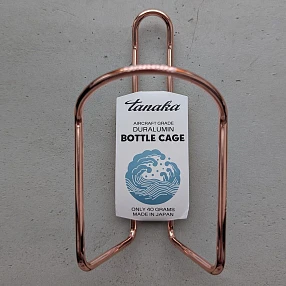 tanaka
AIRCRAFT GRADE
DURALUMIN
BOTTLE CAGE
ONLY 40 GRAMS
MADE IN JAPAN